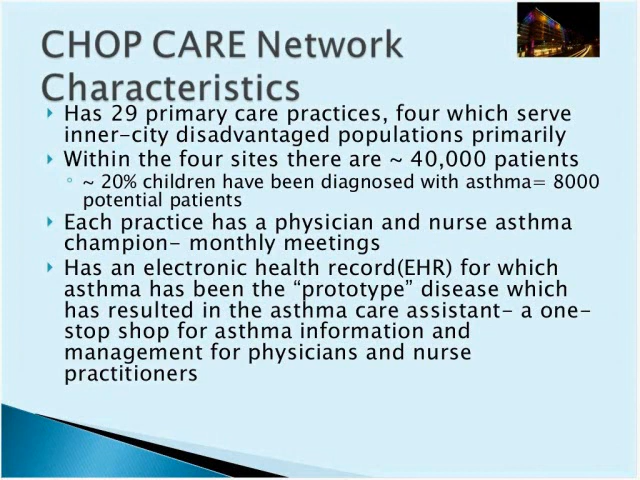 CHOP CARE Network
Characteristics
Has 29 primary care practices, four which serve
inner-city disadvantaged populations primarily
Within the four sites there are ~ 40,000 patients
~ 20% children have been diagnosed with asthma= 8000
potential patients
Each practice has a physician and nurse asthma
champion- monthly meetings
Has an electronic health record(EHR) for which
asthma has been the “prototype” disease which
has resulted in the asthma care assistant- a one-
stop shop for asthma information and
management for physicians and nurse
practitioners